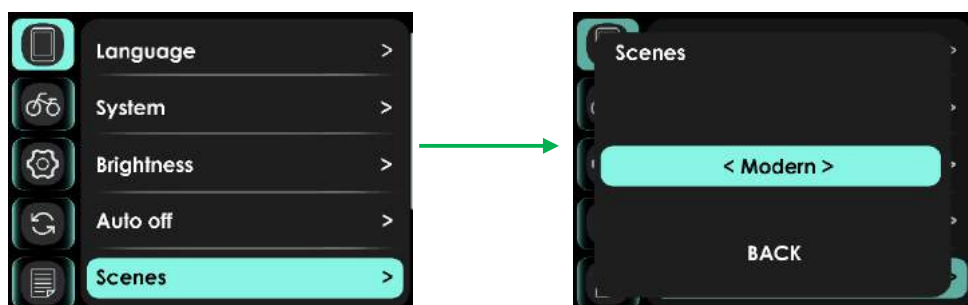 Language >
System >
Brightness >
Auto off >
Scenes >
Scenes
< Modern >
BACK